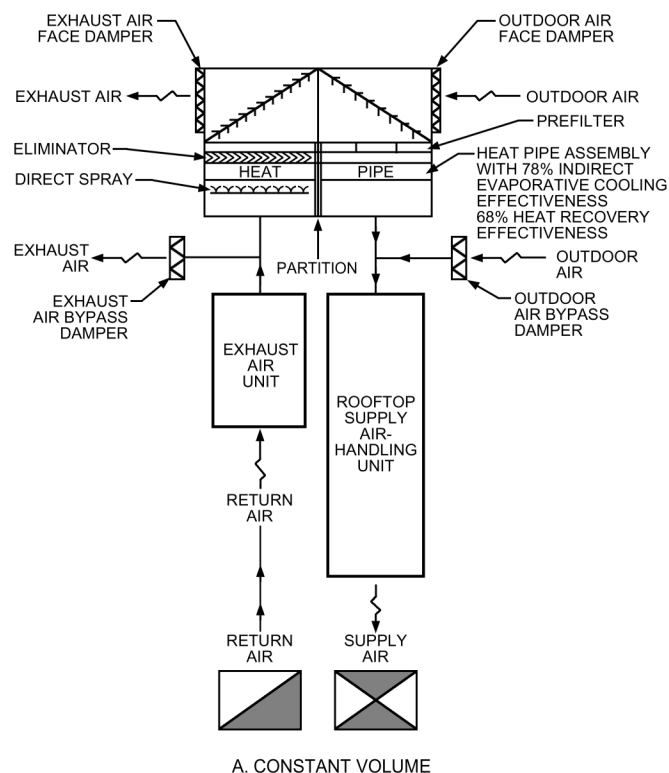 EXHAUST AIR
FACE DAMPER
OUTDOOR AIR
FACE DAMPER
EXHAUST AIR
OUTDOOR AIR
PREFILTER
ELIMINATOR
HEAT
PIPE
HEAT PIPE ASSEMBLY
WITH 78% INDIRECT
EVAPORATIVE COOLING
EFFECTIVENESS
68% HEAT RECOVERY
EFFECTIVENESS
DIRECT SPRAY
EXHAUST
AIR
PARTITION
OUTDOOR
AIR
EXHAUST
AIR BYPASS
DAMPER
OUTDOOR
AIR BYPASS
DAMPER
EXHAUST
AIR
UNIT
ROOFTOP
SUPPLY
AIR-
HANDLING
UNIT
RETURN
AIR
RETURN
AIR
SUPPLY
AIR
A. CONSTANT VOLUME